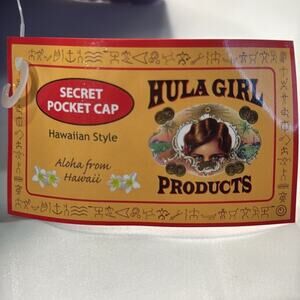 SECRET
POCKET CAP
Hawaiian Style
Aloha from
Hawaii
HULA GIRL
PRODUCTS